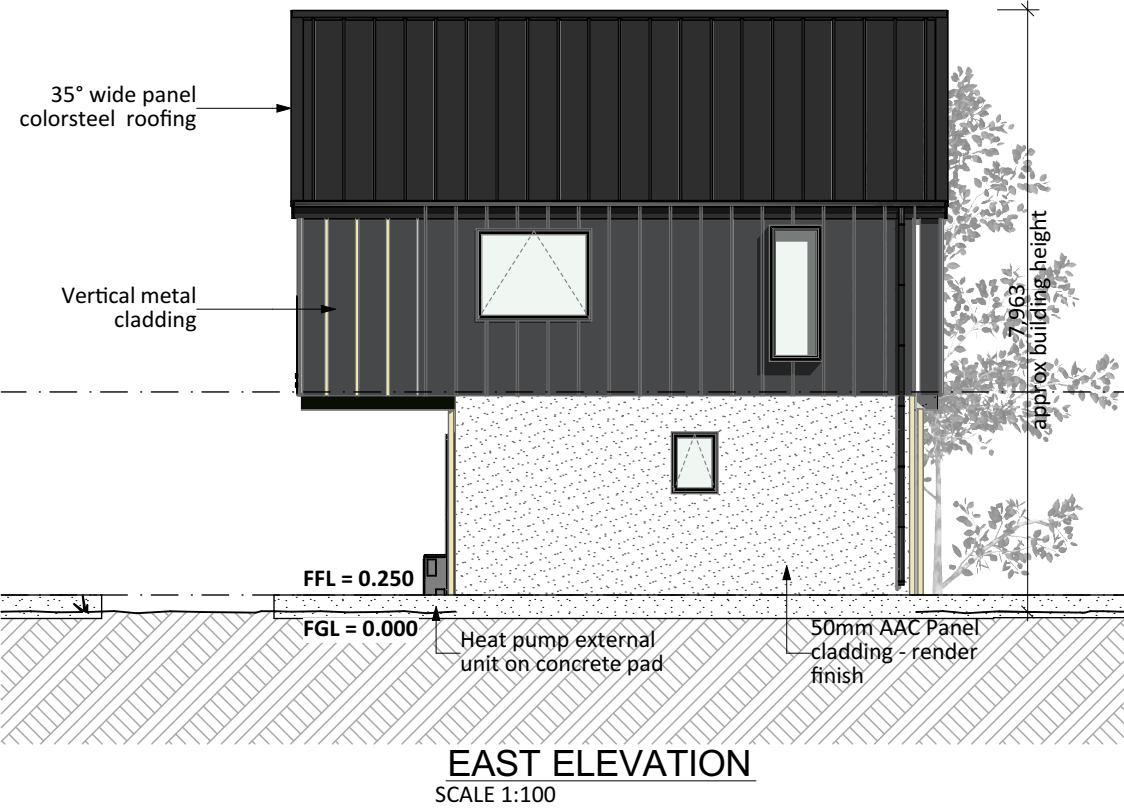 35° wide panel
colorsteel roofing
Vertical metal
cladding
7,963
approx building height
FFL = 0.250
FGL = 0.000
Heat pump external
unit on concrete pad
50mm AAC Panel
cladding - render
finish
EAST ELEVATION
SCALE 1:100